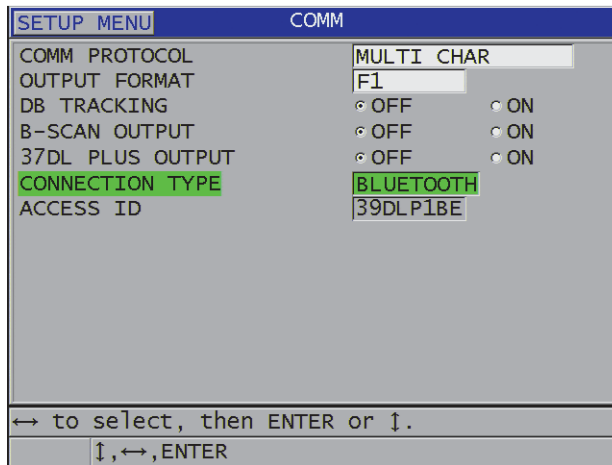 SETUP MENU COMM
COMM PROTOCOL MULTI CHAR
OUTPUT FORMAT F1
DB TRACKING OFF ON
B-SCAN OUTPUT OFF ON
37DL PLUS OUTPUT OFF ON
CONNECTION TYPE BLUETOOTH
ACCESS ID 39DLP1BE
↔ to select, then ENTER or ↕.
↕,↔,ENTER